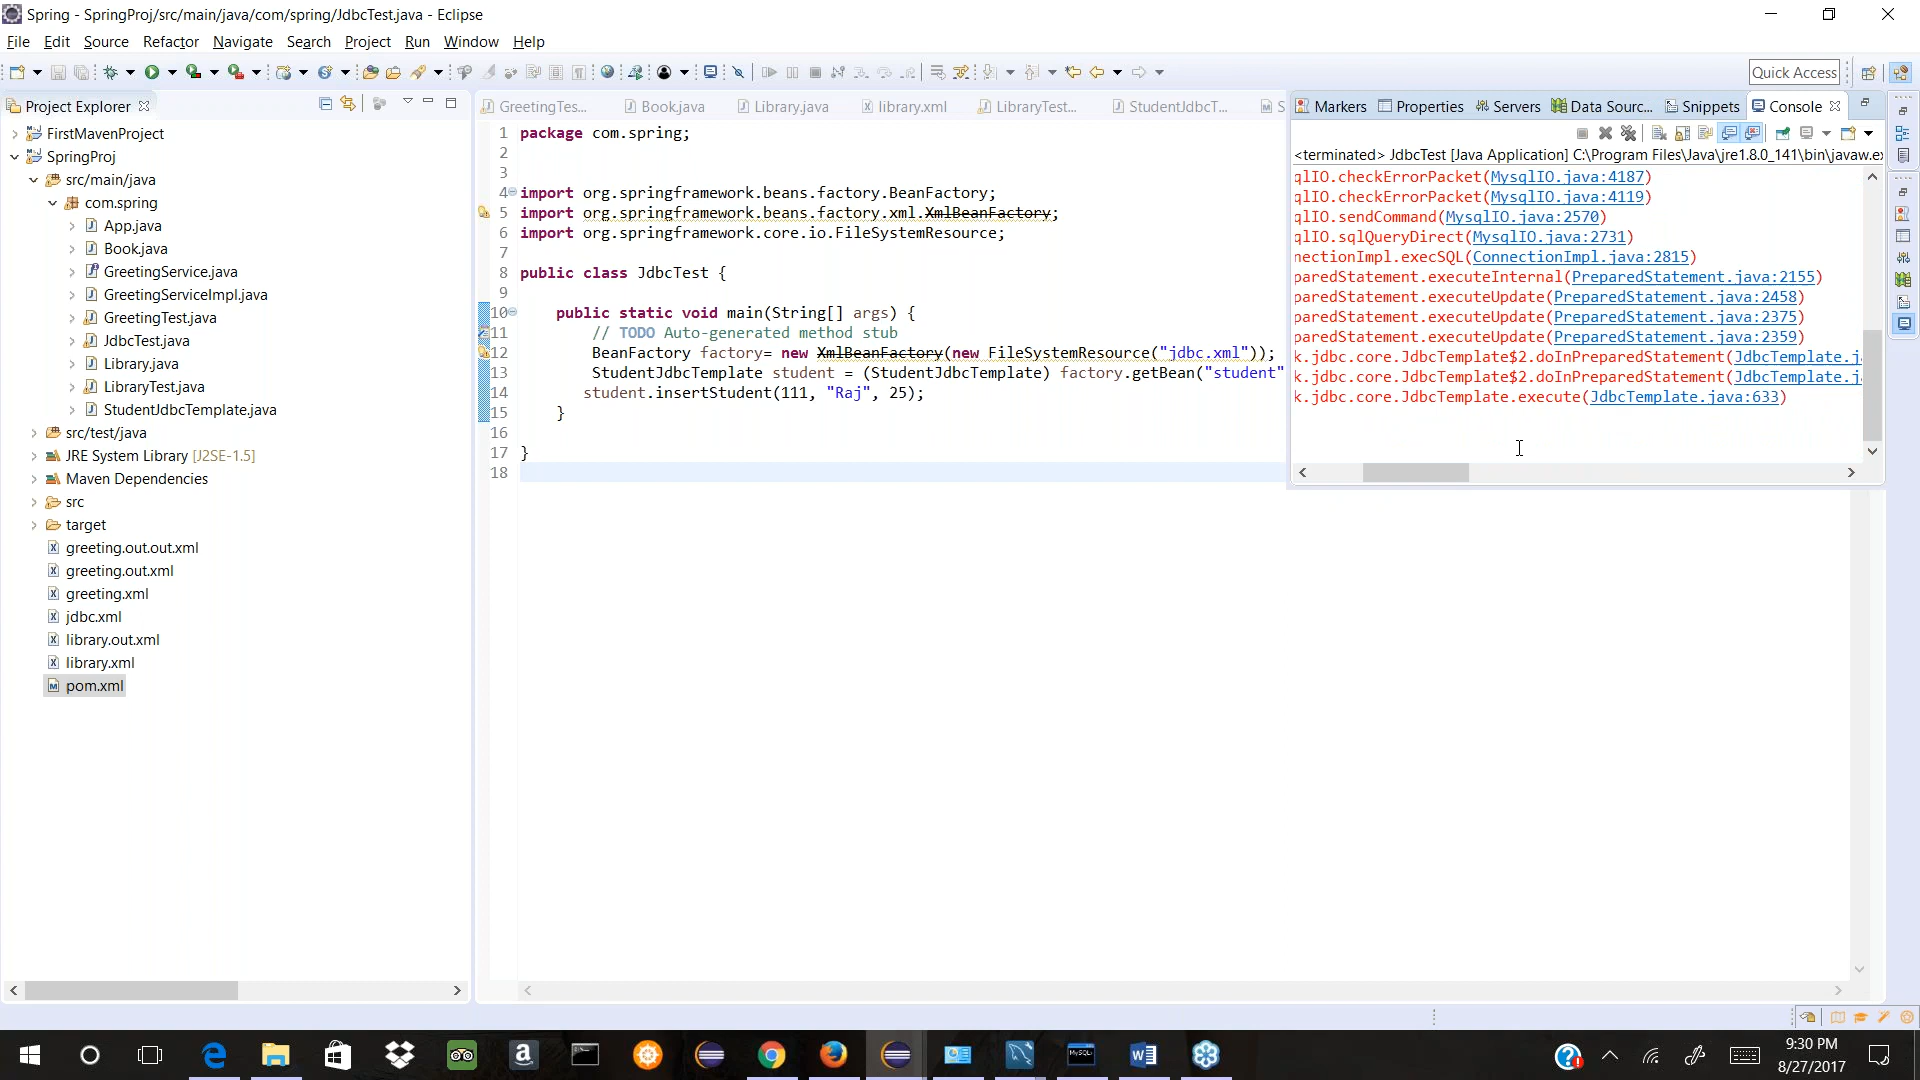 Spring - SpringProj/src/main/java/com/spring/JdbcTest.java - Eclipse
File Edit Source Refactor Navigate Search Project Run Window Help
Quick Access
Project Explorer
FirstMavenProject
SpringProj
src/main/java
com.spring
App.java
Book.java
GreetingService.java
GreetingServiceImpl.java
GreetingTest.java
JdbcTest.java
Library.java
LibraryTest.java
StudentJdbcTemplate.java
src/test/java
JRE System Library [J2SE-1.5]
Maven Dependencies
src
target
greeting.out.out.xml
greeting.out.xml
greeting.xml
jdbc.xml
library.out.xml
library.xml
pom.xml
GreetingTes... Book.java Library.java library.xml LibraryTest... StudentJdbcT... S
1 package com.spring;
2
3
4 import org.springframework.beans.factory.BeanFactory;
5 import org.springframework.beans.factory.xml.XmlBeanFactory;
6 import org.springframework.core.io.FileSystemResource;
7
8 public class JdbcTest {
9
10 public static void main(String[] args) {
11 // TODO Auto-generated method stub
12 BeanFactory factory= new XmlBeanFactory(new FileSystemResource("jdbc.xml"));
13 StudentJdbcTemplate student = (StudentJdbcTemplate) factory.getBean("student"
14 student.insertStudent(111, "Raj", 25);
15 }
16
17 }
18
Markers Properties Servers Data Sourc... Snippets Console
<terminated> JdbcTest [Java Application] C:\Program Files\Java\jre1.8.0_141\bin\javaw.ex
qlIO.checkErrorPacket(MysqlIO.java:4187)
qlIO.checkErrorPacket(MysqlIO.java:4119)
qlIO.sendCommand(MysqlIO.java:2570)
qlIO.sqlQueryDirect(MysqlIO.java:2731)
nectionImpl.execSQL(ConnectionImpl.java:2815)
paredStatement.executeInternal(PreparedStatement.java:2155)
paredStatement.executeUpdate(PreparedStatement.java:2458)
paredStatement.executeUpdate(PreparedStatement.java:2375)
paredStatement.executeUpdate(PreparedStatement.java:2359)
k.jdbc.core.JdbcTemplate$2.doInPreparedStatement(JdbcTemplate.j
k.jdbc.core.JdbcTemplate$2.doInPreparedStatement(JdbcTemplate.j
k.jdbc.core.JdbcTemplate.execute(JdbcTemplate.java:633)
9:30 PM
8/27/2017